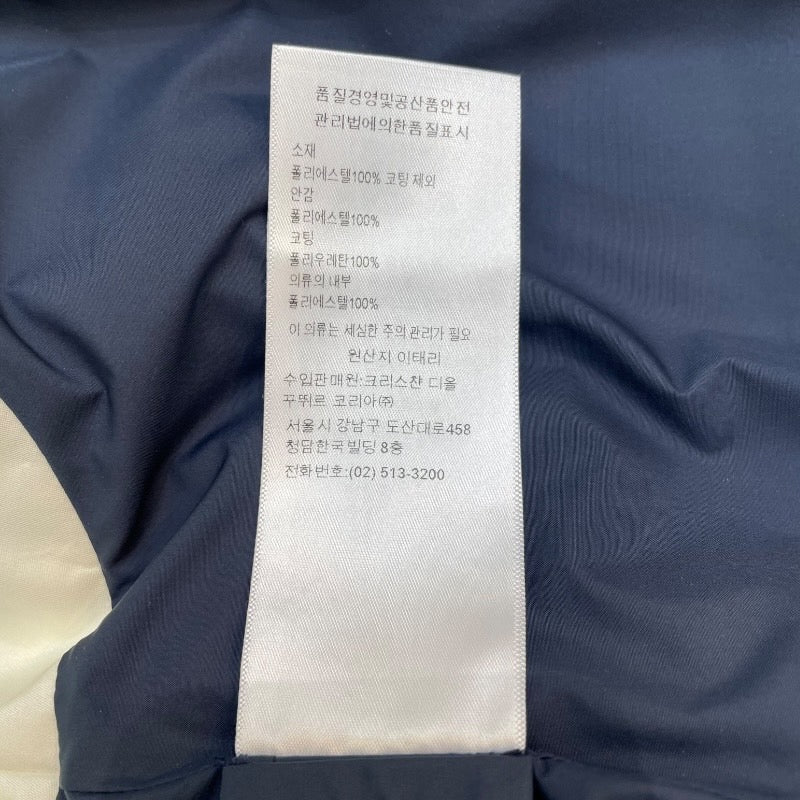 품질경영및공산품안전
관리법에의한품질표시
소재
폴리에스텔100% 코팅 제외
안감
폴리에스텔100%
코팅
폴리우레탄100%
의류의 내부
폴리에스텔100%
이 의류는 세심한 주의 관리가 필요
원산지 이태리
수입판매원:크리스챤 디올
꾸뛰르 코리아㈜
서울시 강남구 도산대로458
청담한국빌딩 8층
전화번호:(02) 513-3200